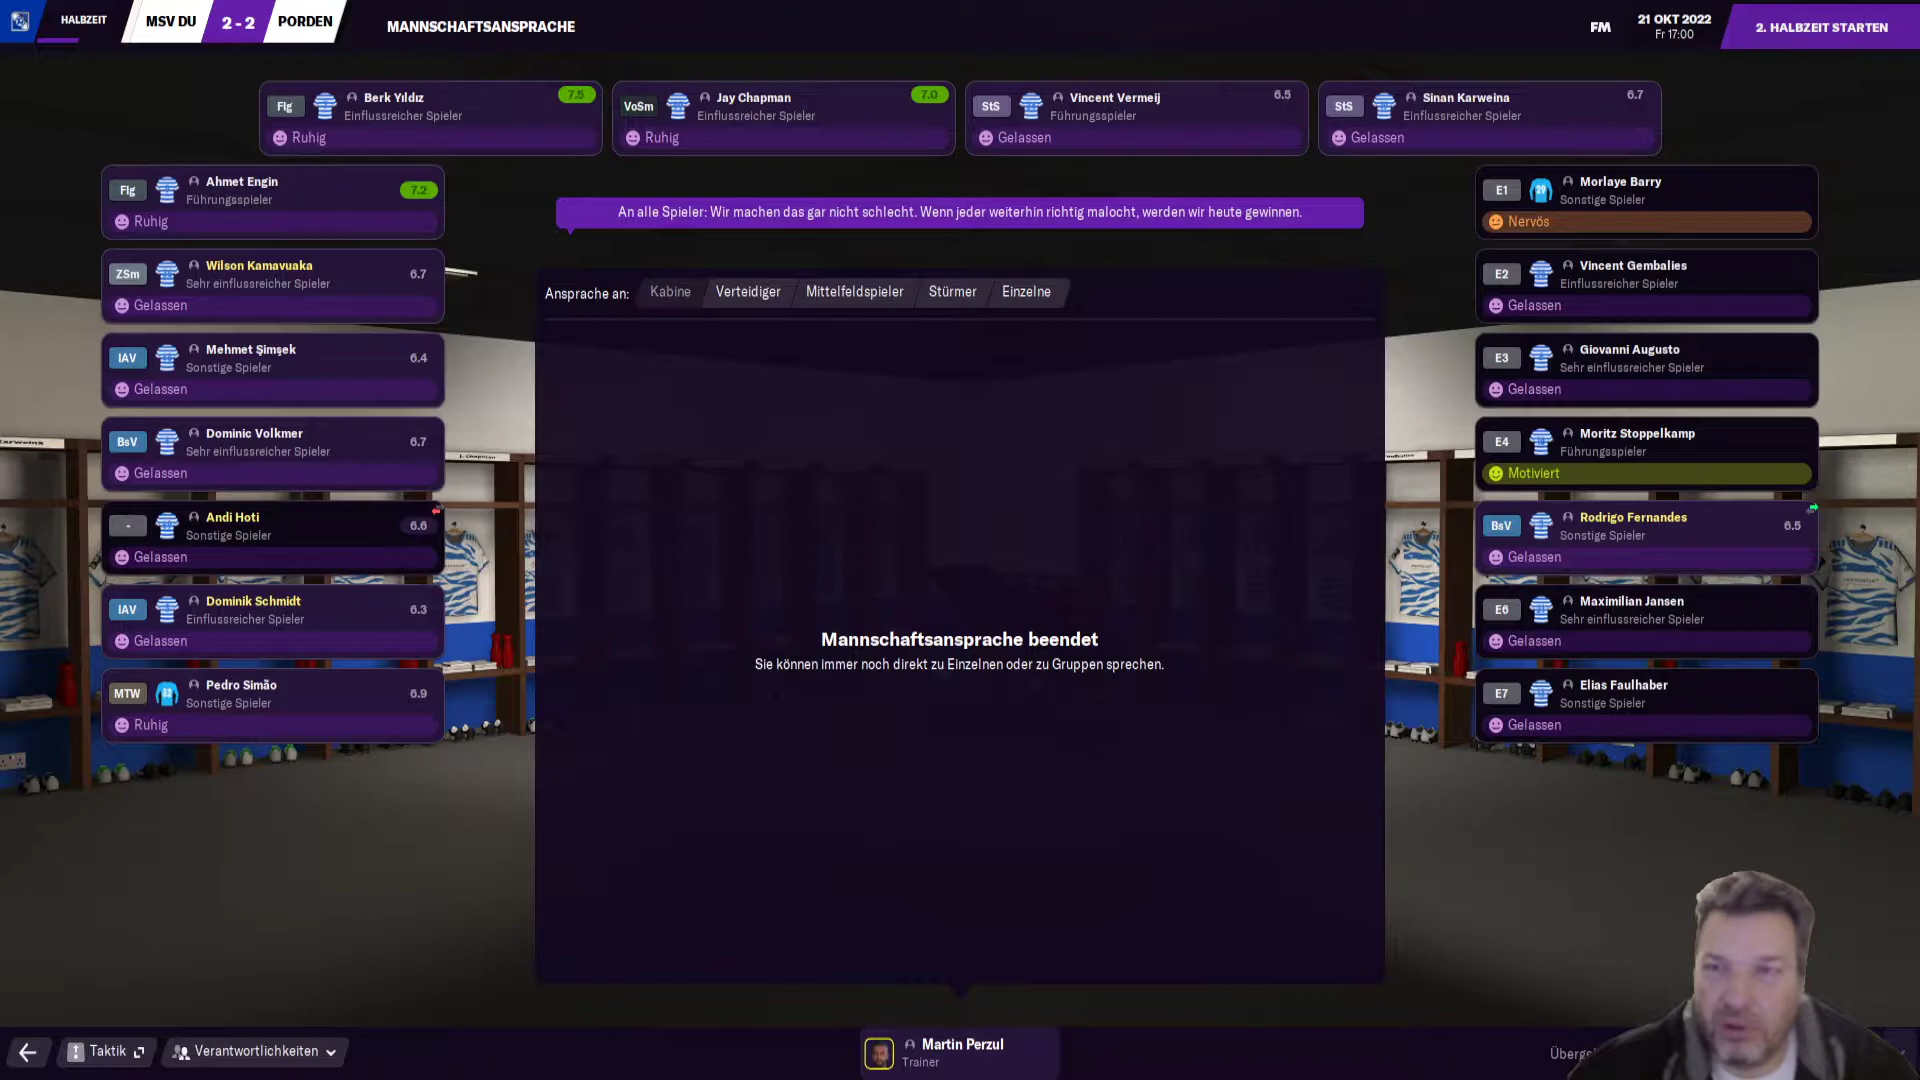 HALBZEIT
MSV DU 2 - 2 PORDEN
MANNSCHAFTSANSPRACHE
FM
21 OKT 2022
Fr 17:00
2. HALBZEIT STARTEN
Flg Berk Yıldız 7.5
Einflussreicher Spieler
Ruhig
VoSm Jay Chapman 7.0
Einflussreicher Spieler
Ruhig
StS Vincent Vermeij 6.5
Führungsspieler
Gelassen
StS Sinan Karweina 6.7
Einflussreicher Spieler
Gelassen
Flg Ahmet Engin 7.2
Führungsspieler
Ruhig
ZSm Wilson Kamavuaka 6.7
Sehr einflussreicher Spieler
Gelassen
IAV Mehmet Şimşek 6.4
Sonstige Spieler
Gelassen
BsV Dominic Volkmer 6.7
Sehr einflussreicher Spieler
Gelassen
- Andi Hoti 6.6
Sonstige Spieler
Gelassen
IAV Dominik Schmidt 6.3
Einflussreicher Spieler
Gelassen
MTW Pedro Simão 6.9
Sonstige Spieler
Ruhig
An alle Spieler: Wir machen das gar nicht schlecht. Wenn jeder weiterhin richtig malocht, werden wir heute gewinnen.
Ansprache an: Kabine Verteidiger Mittelfeldspieler Stürmer Einzelne
Mannschaftsansprache beendet
Sie können immer noch direkt zu Einzelnen oder zu Gruppen sprechen.
E1 Morlaye Barry
Sonstige Spieler
Nervös
E2 Vincent Gembalies
Einflussreicher Spieler
Gelassen
E3 Giovanni Augusto
Sehr einflussreicher Spieler
Gelassen
E4 Moritz Stoppelkamp
Führungsspieler
Motiviert
BsV Rodrigo Fernandes 6.5
Sonstige Spieler
Gelassen
E6 Maximilian Jansen
Sehr einflussreicher Spieler
Gelassen
E7 Elias Faulhaber
Sonstige Spieler
Gelassen
Taktik
Verantwortlichkeiten
Martin Perzul
Trainer